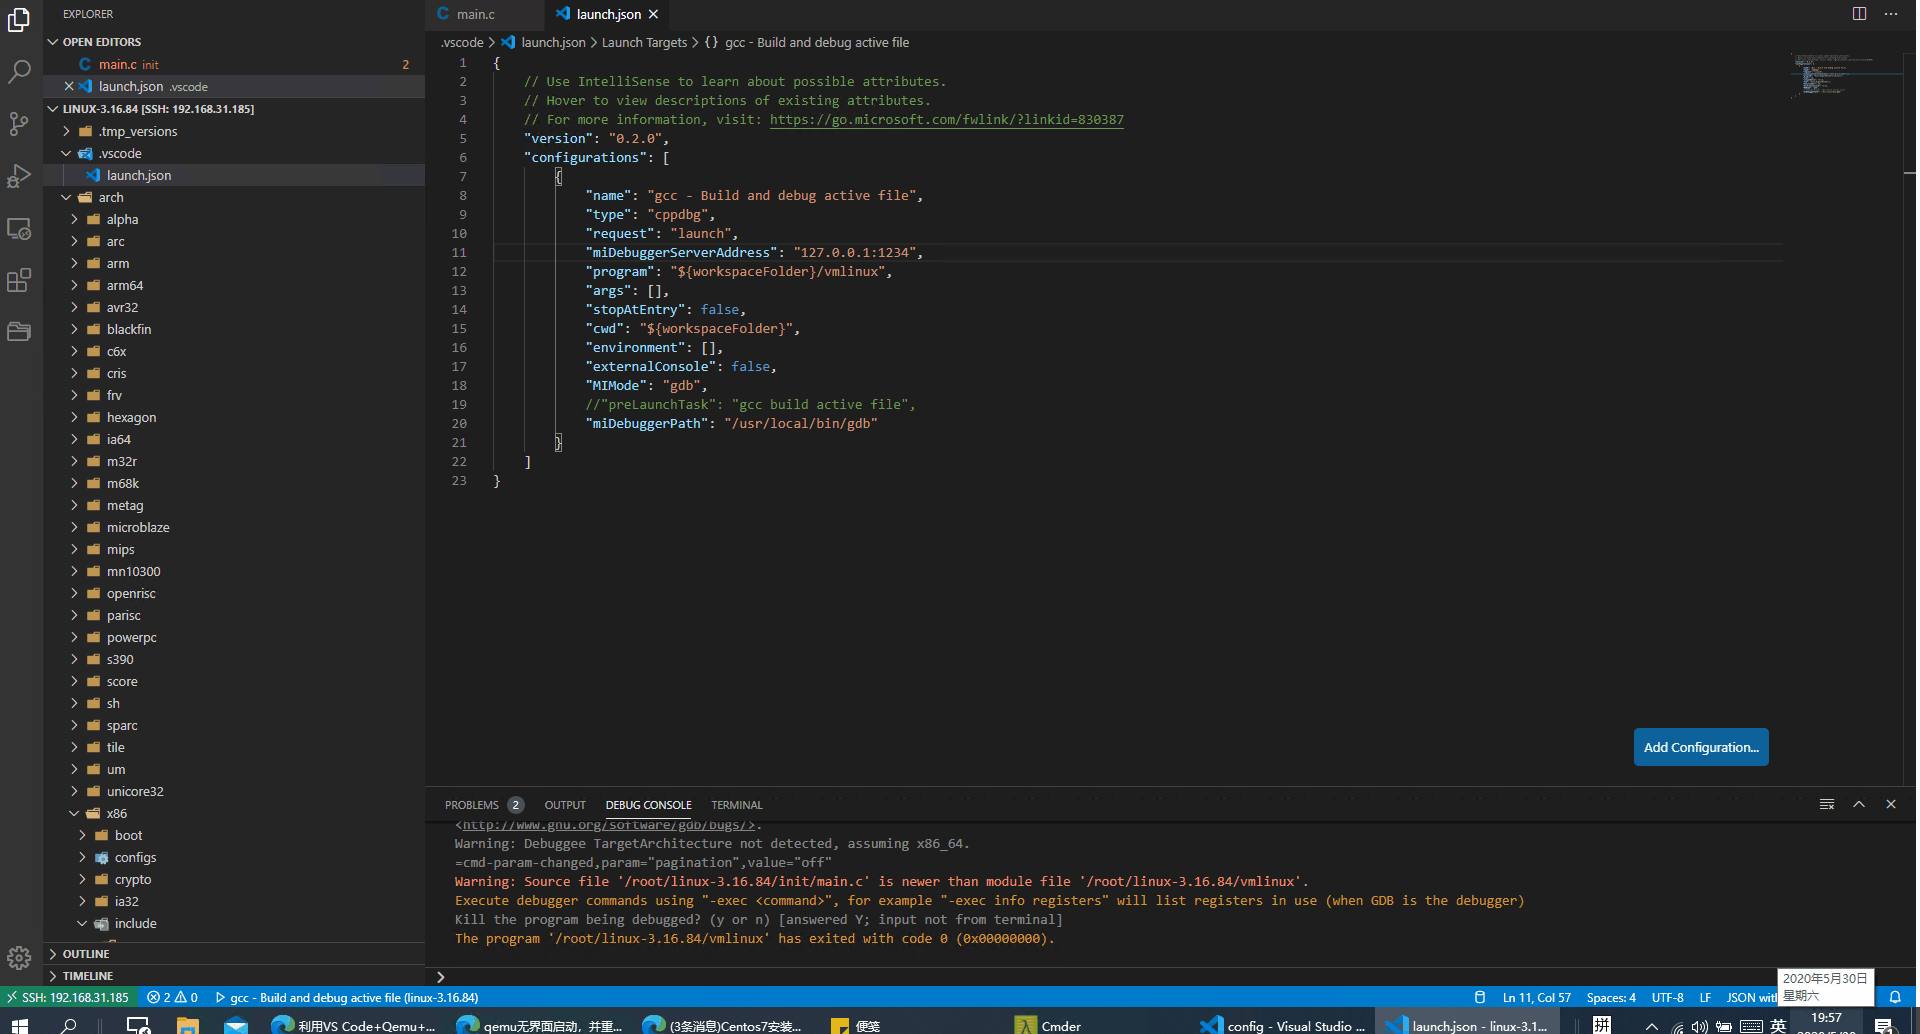 EXPLORER
OPEN EDITORS
main.c init
2
launch.json .vscode
LINUX-3.16.84 [SSH: 192.168.31.185]
.tmp_versions
.vscode
launch.json
arch
alpha
arc
arm
arm64
avr32
blackfin
c6x
cris
frv
hexagon
ia64
m32r
m68k
metag
microblaze
mips
mn10300
openrisc
parisc
powerpc
s390
score
sh
sparc
tile
um
unicore32
x86
boot
configs
crypto
ia32
include
OUTLINE
TIMELINE
main.c
launch.json
.vscode > launch.json > Launch Targets > {} gcc - Build and debug active file
1 {
2 // Use IntelliSense to learn about possible attributes.
3 // Hover to view descriptions of existing attributes.
4 // For more information, visit: https://go.microsoft.com/fwlink/?linkid=830387
5 "version": "0.2.0",
6 "configurations": [
7 {
8 "name": "gcc - Build and debug active file",
9 "type": "cppdbg",
10 "request": "launch",
11 "miDebuggerServerAddress": "127.0.0.1:1234",
12 "program": "${workspaceFolder}/vmlinux",
13 "args": [],
14 "stopAtEntry": false,
15 "cwd": "${workspaceFolder}",
16 "environment": [],
17 "externalConsole": false,
18 "MIMode": "gdb",
19 //"preLaunchTask": "gcc build active file",
20 "miDebuggerPath": "/usr/local/bin/gdb"
21 }
22 ]
23 }
Add Configuration...
PROBLEMS 2 OUTPUT DEBUG CONSOLE TERMINAL
<http://www.gnu.org/software/gdb/bugs/>.
Warning: Debuggee TargetArchitecture not detected, assuming x86_64.
=cmd-param-changed,param="pagination",value="off"
Warning: Source file '/root/linux-3.16.84/init/main.c' is newer than module file '/root/linux-3.16.84/vmlinux'.
Execute debugger commands using "-exec <command>", for example "-exec info registers" will list registers in use (when GDB is the debugger)
Kill the program being debugged? (y or n) [answered Y; input not from terminal]
The program '/root/linux-3.16.84/vmlinux' has exited with code 0 (0x00000000).
2020年5月30日
星期六
SSH: 192.168.31.185 2 0 gcc - Build and debug active file (linux-3.16.84) Ln 11, Col 57 Spaces: 4 UTF-8 LF JSON with
利用VS Code+Qemu+... qemu无界面启动，并重... (3条消息)Centos7安装... 便笺 Cmder config - Visual Studio ... launch.json - linux-3.1... 拼 英 19:57